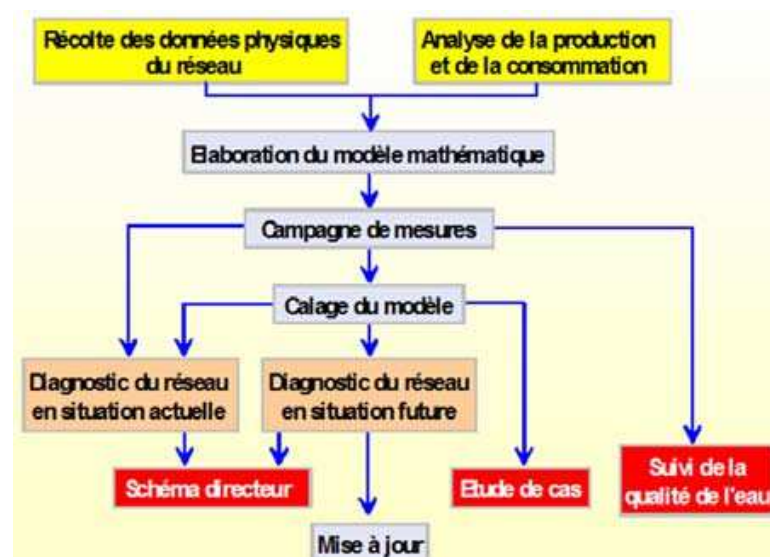 Récolte des données physiques
du réseau
Analyse de la production
et de la consommation
Elaboration du modèle mathématique
Campagne de mesures
Calage du modèle
Diagnostic du réseau
en situation actuelle
Diagnostic du réseau
en situation future
Schéma directeur
Etude de cas
Suivi de la
qualité de l'eau
Mise à jour